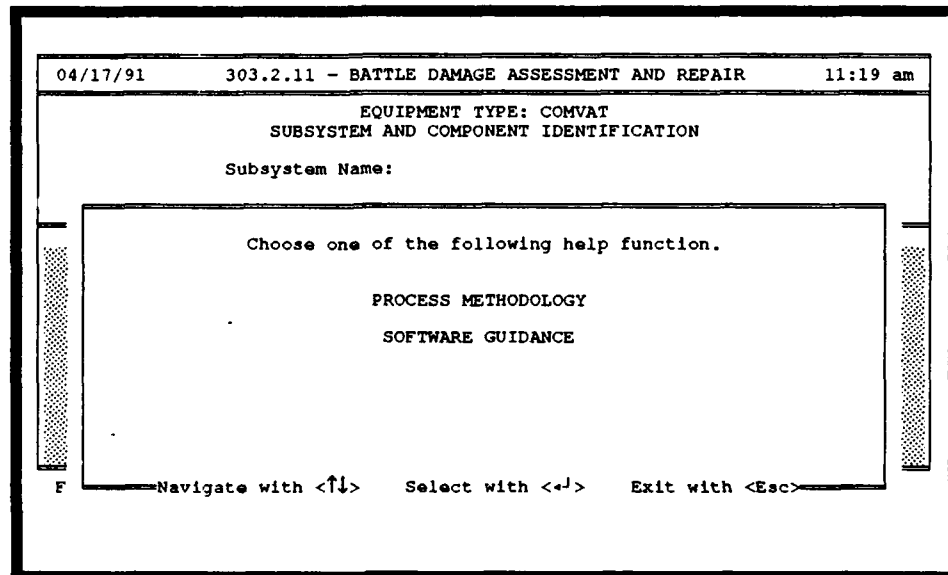 04/17/91 303.2.11 - BATTLE DAMAGE ASSESSMENT AND REPAIR 11:19 am
EQUIPMENT TYPE: COMVAT
SUBSYSTEM AND COMPONENT IDENTIFICATION
Subsystem Name:
Choose one of the following help function.
PROCESS METHODOLOGY
SOFTWARE GUIDANCE
F Navigate with <↑↓> Select with <↵> Exit with <Esc>